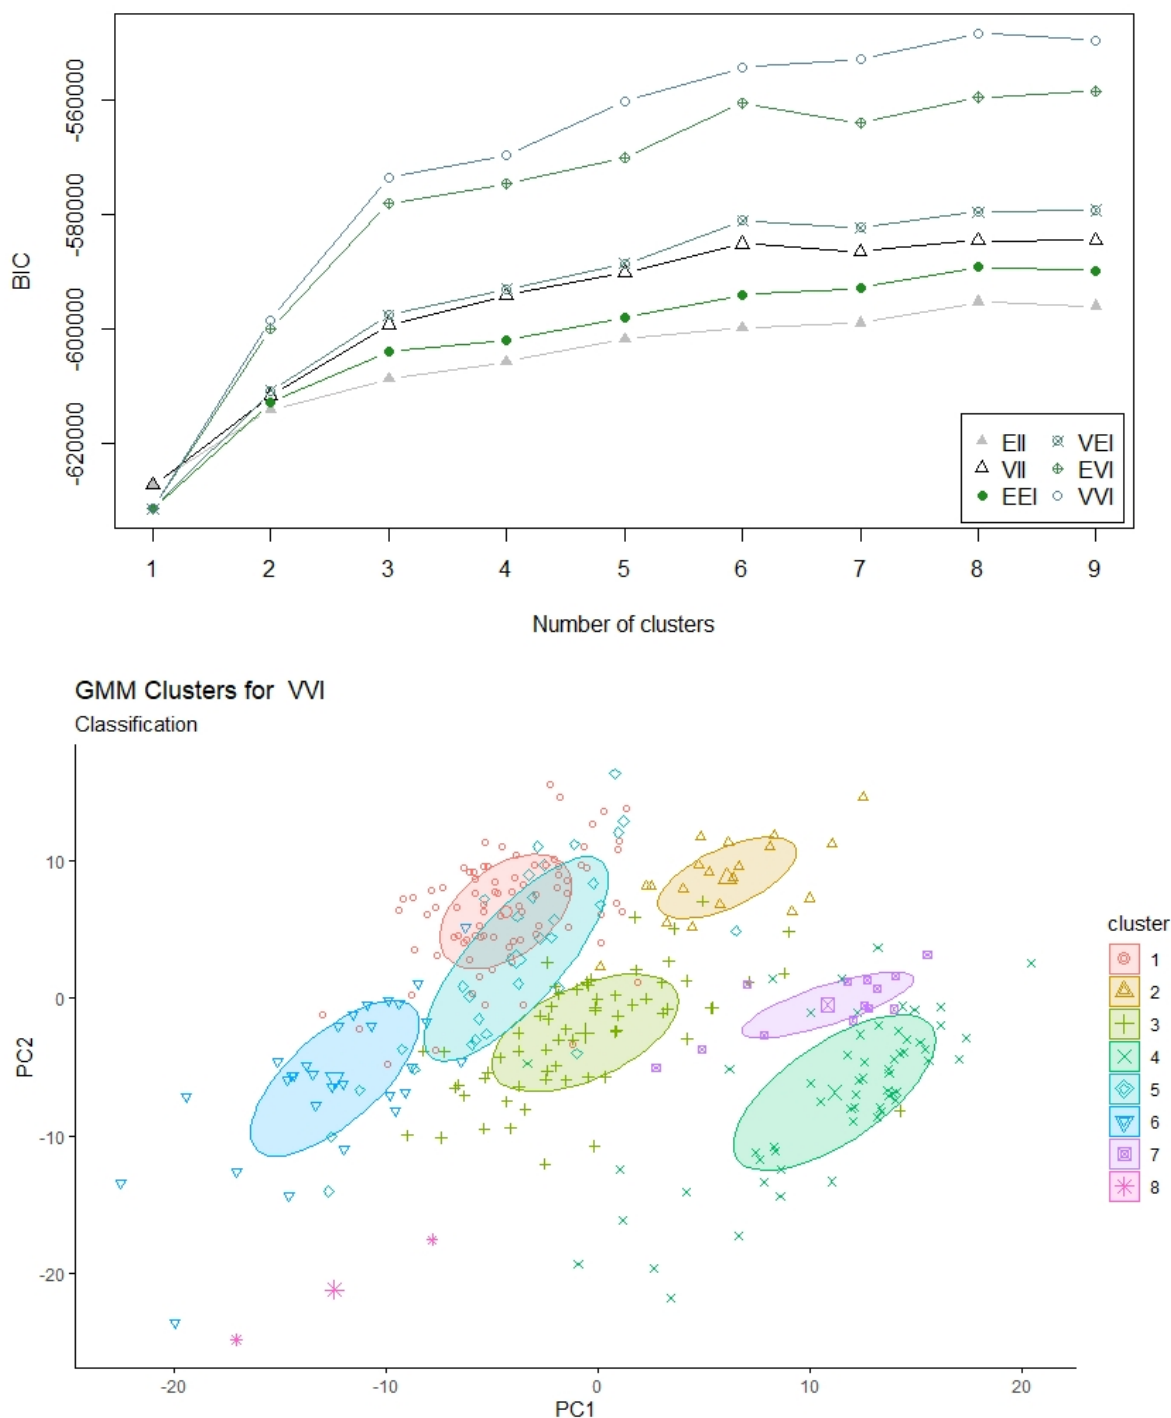 -560000
-580000
-600000
-620000
BIC
EII VEI
VII EVI
EEI VVI
1 2 3 4 5 6 7 8 9
Number of clusters
GMM Clusters for VVI
Classification
10
0
-10
-20
PC2
-20 -10 0 10 20
PC1
cluster
1
2
3
4
5
6
7
8